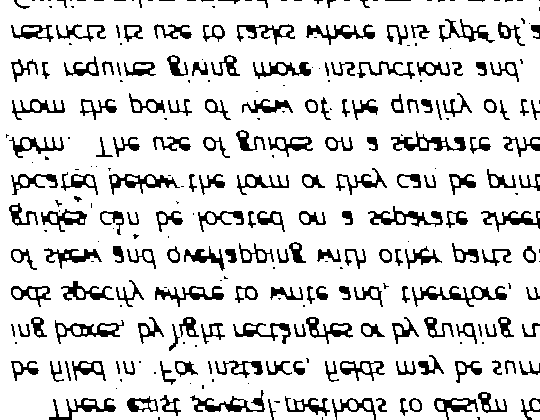 There exist several methods to design fo
be filled in. For instance, fields may be surr
ing boxes, by light rectangles or by guiding ru
ods specify where to write and, therefore, m
of skew and overlapping with other parts o
guides can be located on a separate sheet
located below the form or they can be print
form. The use of guides on a separate she
from the point of view of the quality of th
but requires giving more instructions and,
restricts its use to tasks where this type of a